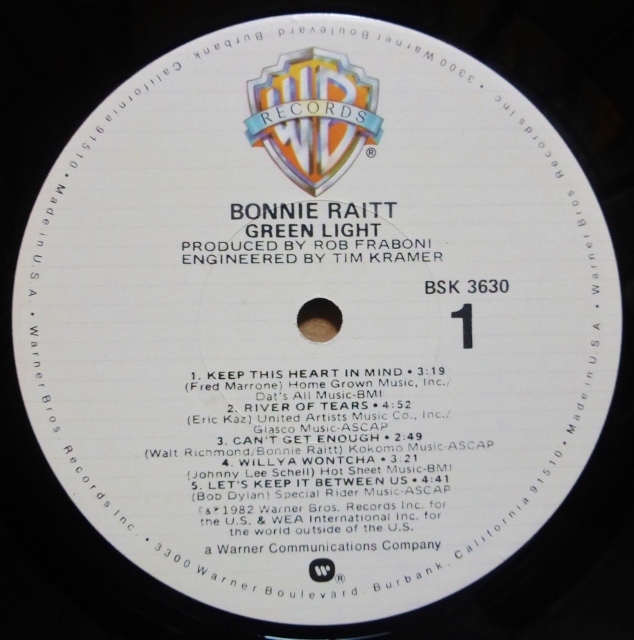 WB
RECORDS
®
BONNIE RAITT
GREEN LIGHT
PRODUCED BY ROB FRABONI
ENGINEERED BY TIM KRAMER
BSK 3630
1
1. KEEP THIS HEART IN MIND • 3:19
(Fred Marrone) Home Grown Music, Inc./
Dat's All Music-BMI
2. RIVER OF TEARS • 4:52
(Eric Kaz) United Artists Music Co., Inc./
Glasco Music-ASCAP
3. CAN'T GET ENOUGH • 2:49
(Walt Richmond/Bonnie Raitt) Kokomo Music-ASCAP
4. WILLYA WONTCHA • 3:21
(Johnny Lee Schell) Hot Sheet Music-BMI
5. LET'S KEEP IT BETWEEN US • 4:41
(Bob Dylan) Special Rider Music-ASCAP
©&℗1982 Warner Bros. Records Inc. for
the U.S. & WEA International Inc. for
the world outside of the U.S.
a Warner Communications Company
®
Warner Bros. Records Inc. • 3300 Warner Boulevard, Burbank, California 91510 • Made in U.S.A. •
Warner Bros. Records Inc. • 3300 Warner Boulevard, Burbank, California 91510 • Made in U.S.A. •